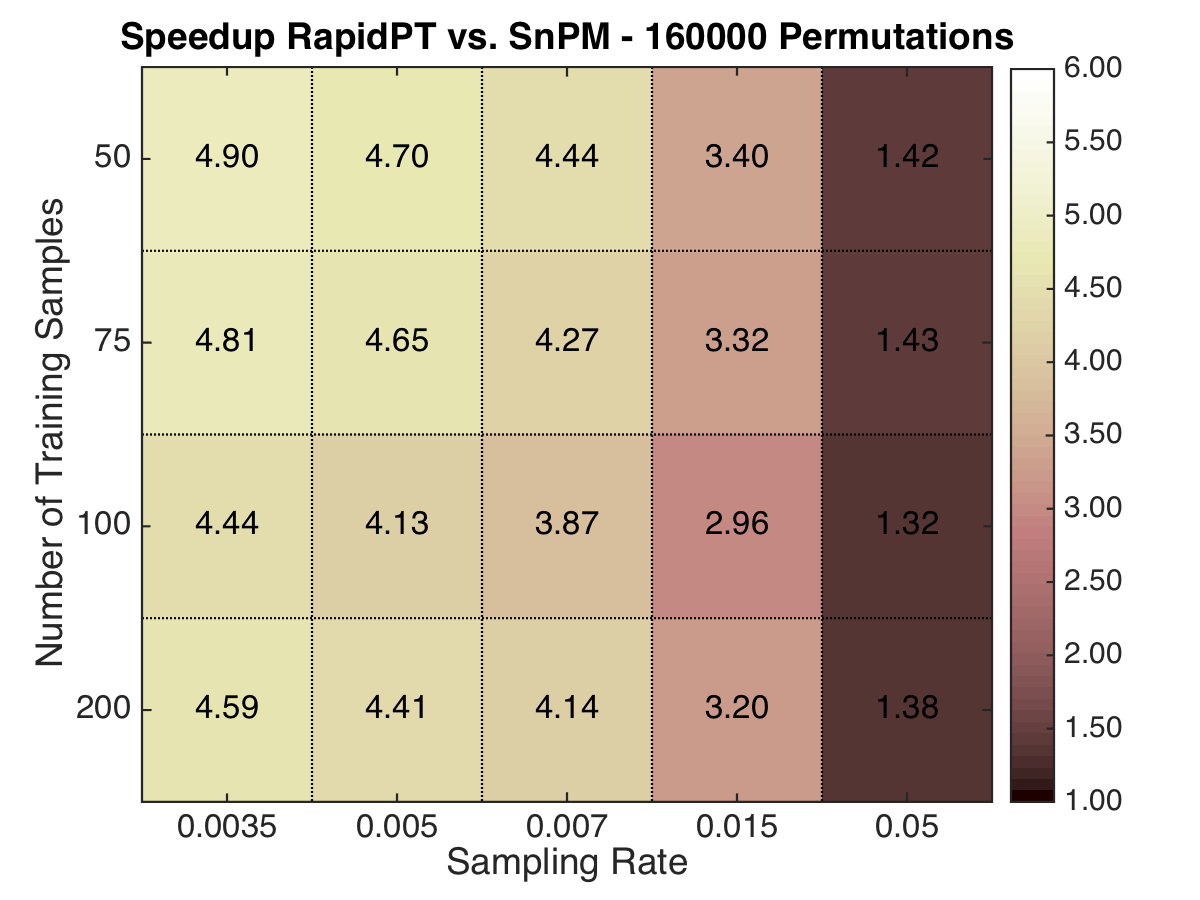 Speedup RapidPT vs. SnPM - 160000 Permutations
Number of Training Samples
50 4.90 4.70 4.44 3.40 1.42
75 4.81 4.65 4.27 3.32 1.43
100 4.44 4.13 3.87 2.96 1.32
200 4.59 4.41 4.14 3.20 1.38
0.0035 0.005 0.007 0.015 0.05
Sampling Rate
6.00
5.50
5.00
4.50
4.00
3.50
3.00
2.50
2.00
1.50
1.00